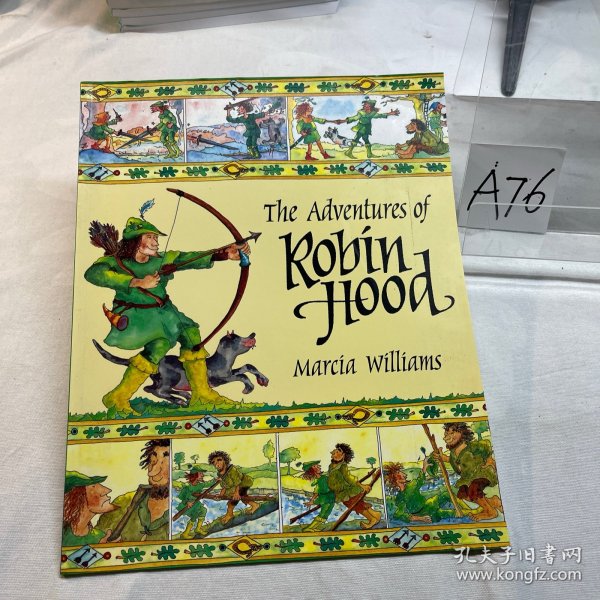 The Adventures of
Robin
Hood
Marcia Williams
A76
孔夫子旧书网
www.kongfz.com